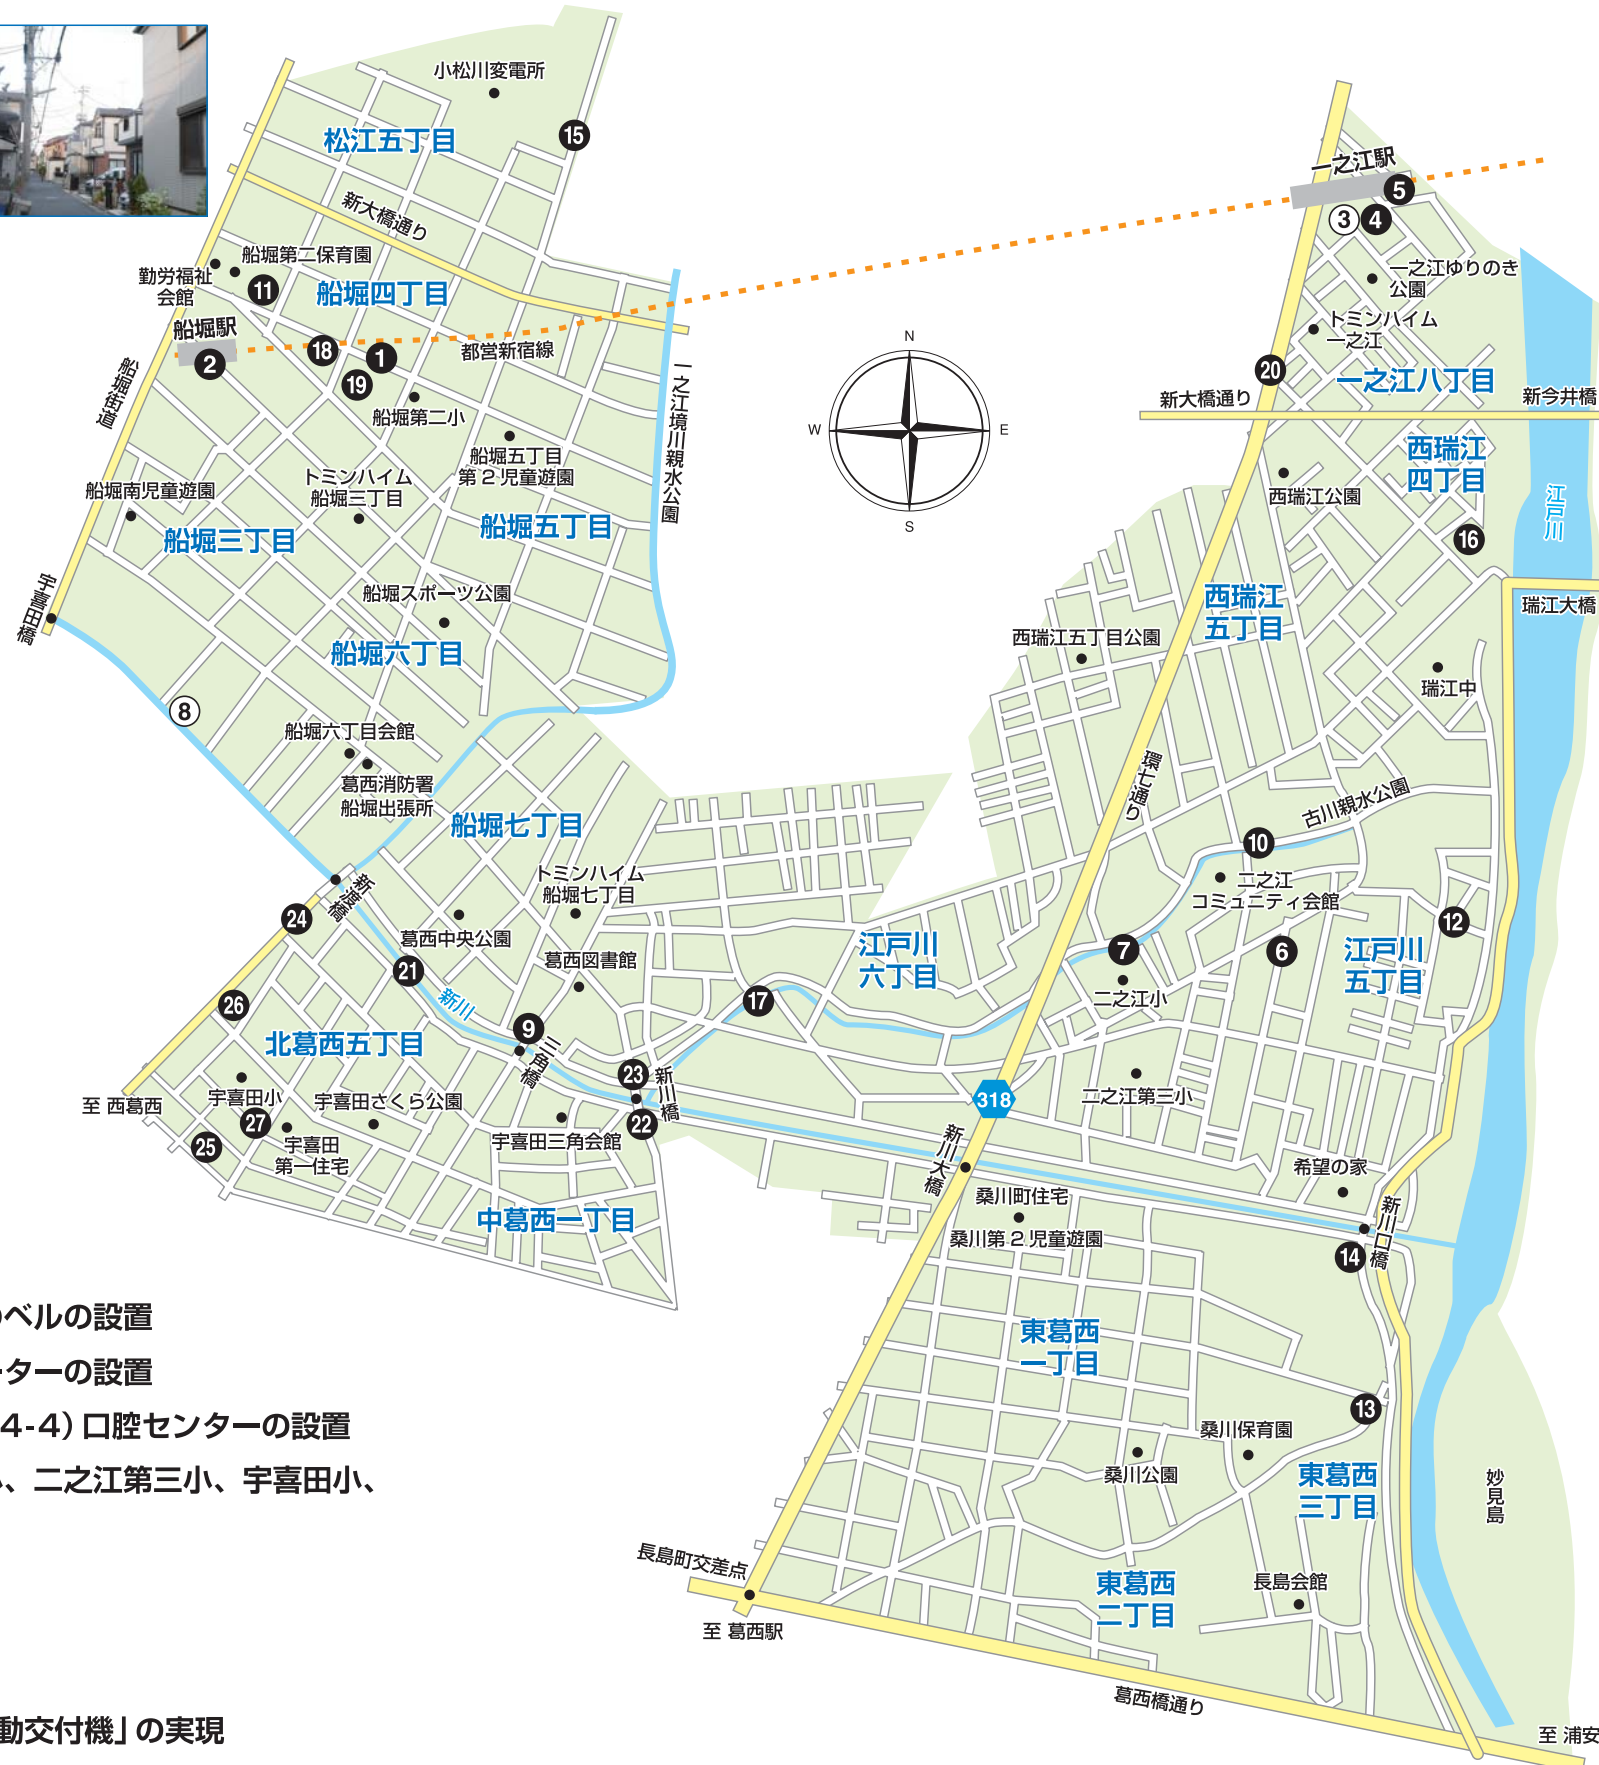 小松川変電所
松江五丁目
15
新大橋通り
船堀第二保育園
勤労福祉
会館
11
船堀四丁目
船堀駅
2
18
1
19
都営新宿線
船堀街道
船堀第二小
船堀五丁目
第2児童遊園
一之江境川親水公園
トミンハイム
船堀三丁目
船堀南児童遊園
船堀三丁目
船堀五丁目
宇喜田橋
船堀スポーツ公園
船堀六丁目
8
船堀六丁目会館
葛西消防署
船堀出張所
船堀七丁目
トミンハイム
船堀七丁目
新渡橋
24
葛西中央公園
21
葛西図書館
新川
26
9
三角橋
17
北葛西五丁目
23
新川橋
22
至 西葛西
宇喜田小
宇喜田さくら公園
27
25
宇喜田
第一住宅
宇喜田三角会館
中葛西一丁目
N
W
E
S
一之江駅
5
3
4
一之江ゆりのき
公園
トミンハイム
一之江
20
一之江八丁目
新大橋通り
新今井橋
西瑞江
四丁目
西瑞江公園
江戸川
16
西瑞江
五丁目
瑞江大橋
西瑞江五丁目公園
瑞江中
環七通り
古川親水公園
10
二之江
コミュニティ会館
12
江戸川
六丁目
7
6
江戸川
五丁目
二之江小
318
二之江第三小
新川大橋
希望の家
桑川町住宅
桑川第2児童遊園
新川口橋
14
東葛西
一丁目
13
桑川保育園
桑川公園
東葛西
三丁目
妙見島
長島町交差点
東葛西
二丁目
長島会館
至 葛西駅
葛西橋通り
至 浦安
ベルの設置
ターの設置
4-4）口腔センターの設置
、二之江第三小、宇喜田小、
動交付機」の実現